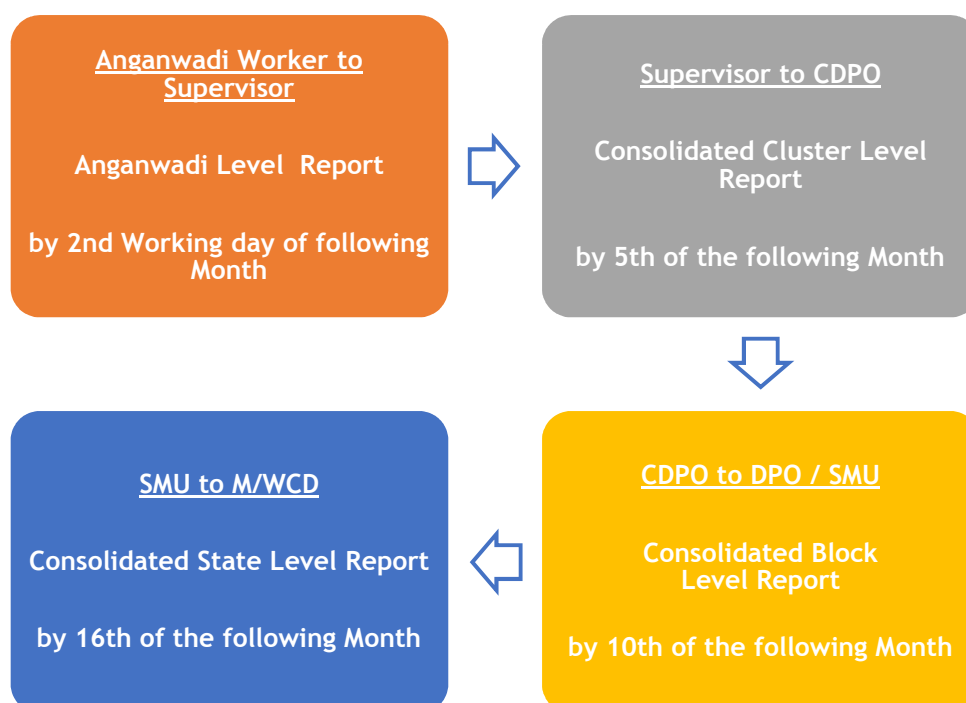 Anganwadi Worker to
Supervisor
Anganwadi Level Report
by 2nd Working day of following
Month
Supervisor to CDPO
Consolidated Cluster Level
Report
by 5th of the following Month
CDPO to DPO / SMU
Consolidated Block
Level Report
by 10th of the following Month
SMU to M/WCD
Consolidated State Level Report
by 16th of the following Month